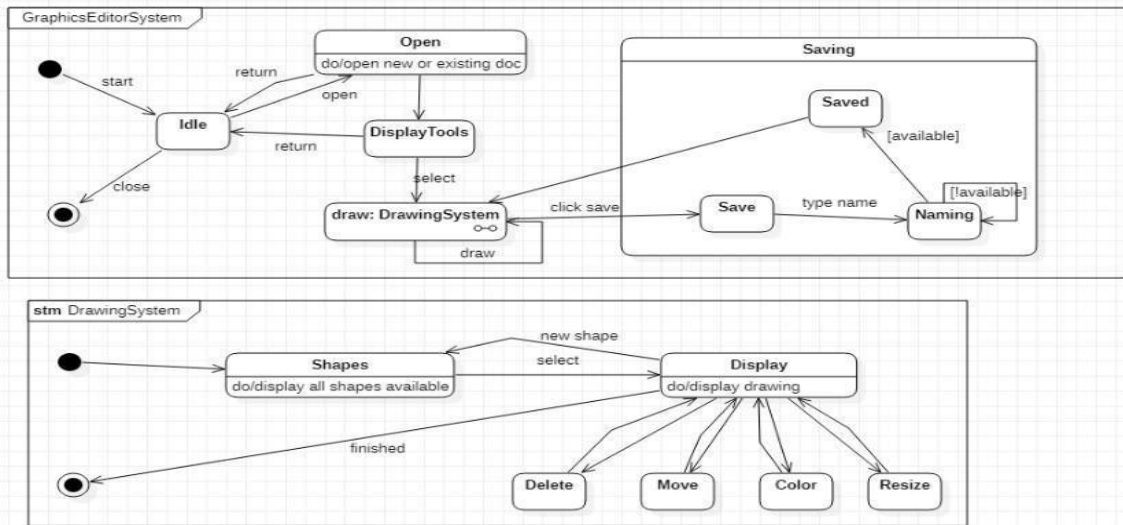 GraphicsEditorSystem
Open
do/open new or existing doc
Saving
return
start
open
Idle
Saved
DisplayTools
[available]
return
close
select
[!available]
draw: DrawingSystem
click save
Save
type name
Naming
draw
stm DrawingSystem
new shape
Shapes
select
Display
do/display all shapes available
do/display drawing
finished
Delete
Move
Color
Resize